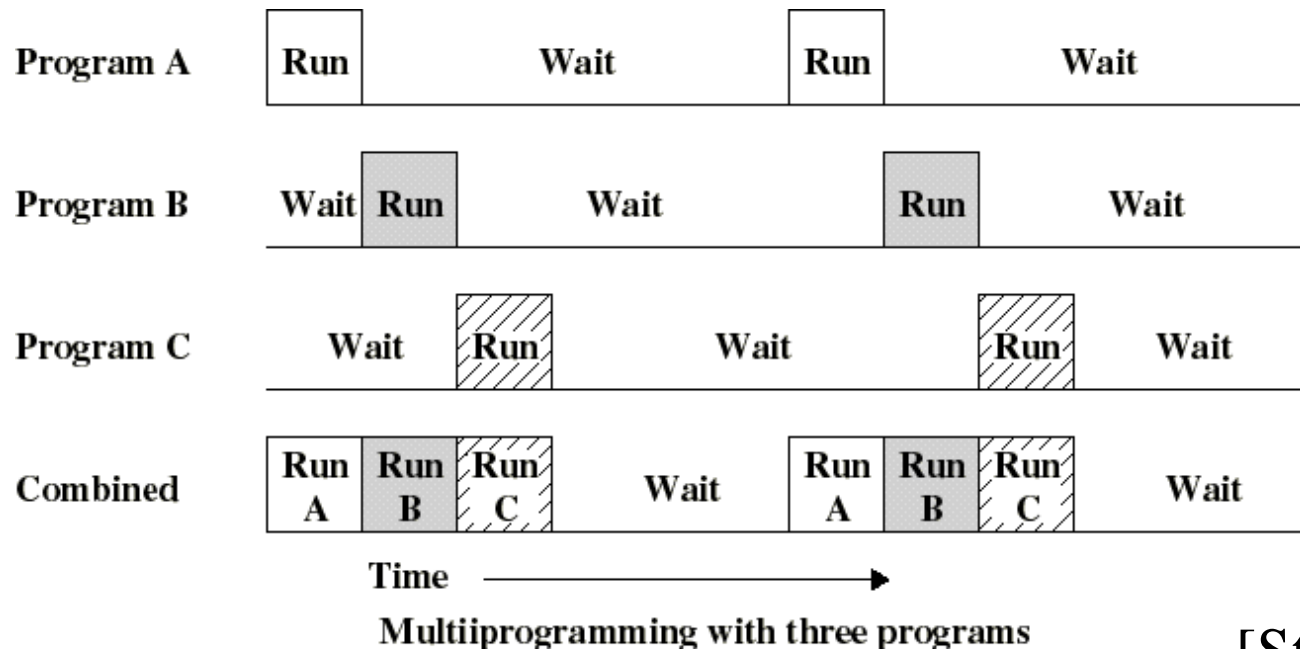 Program A Run Wait Run Wait
Program B Wait Run Wait Run Wait
Program C Wait Run Wait Run Wait
Combined Run A Run B Run C Wait Run A Run B Run C Wait
Time
Multiiprogramming with three programs